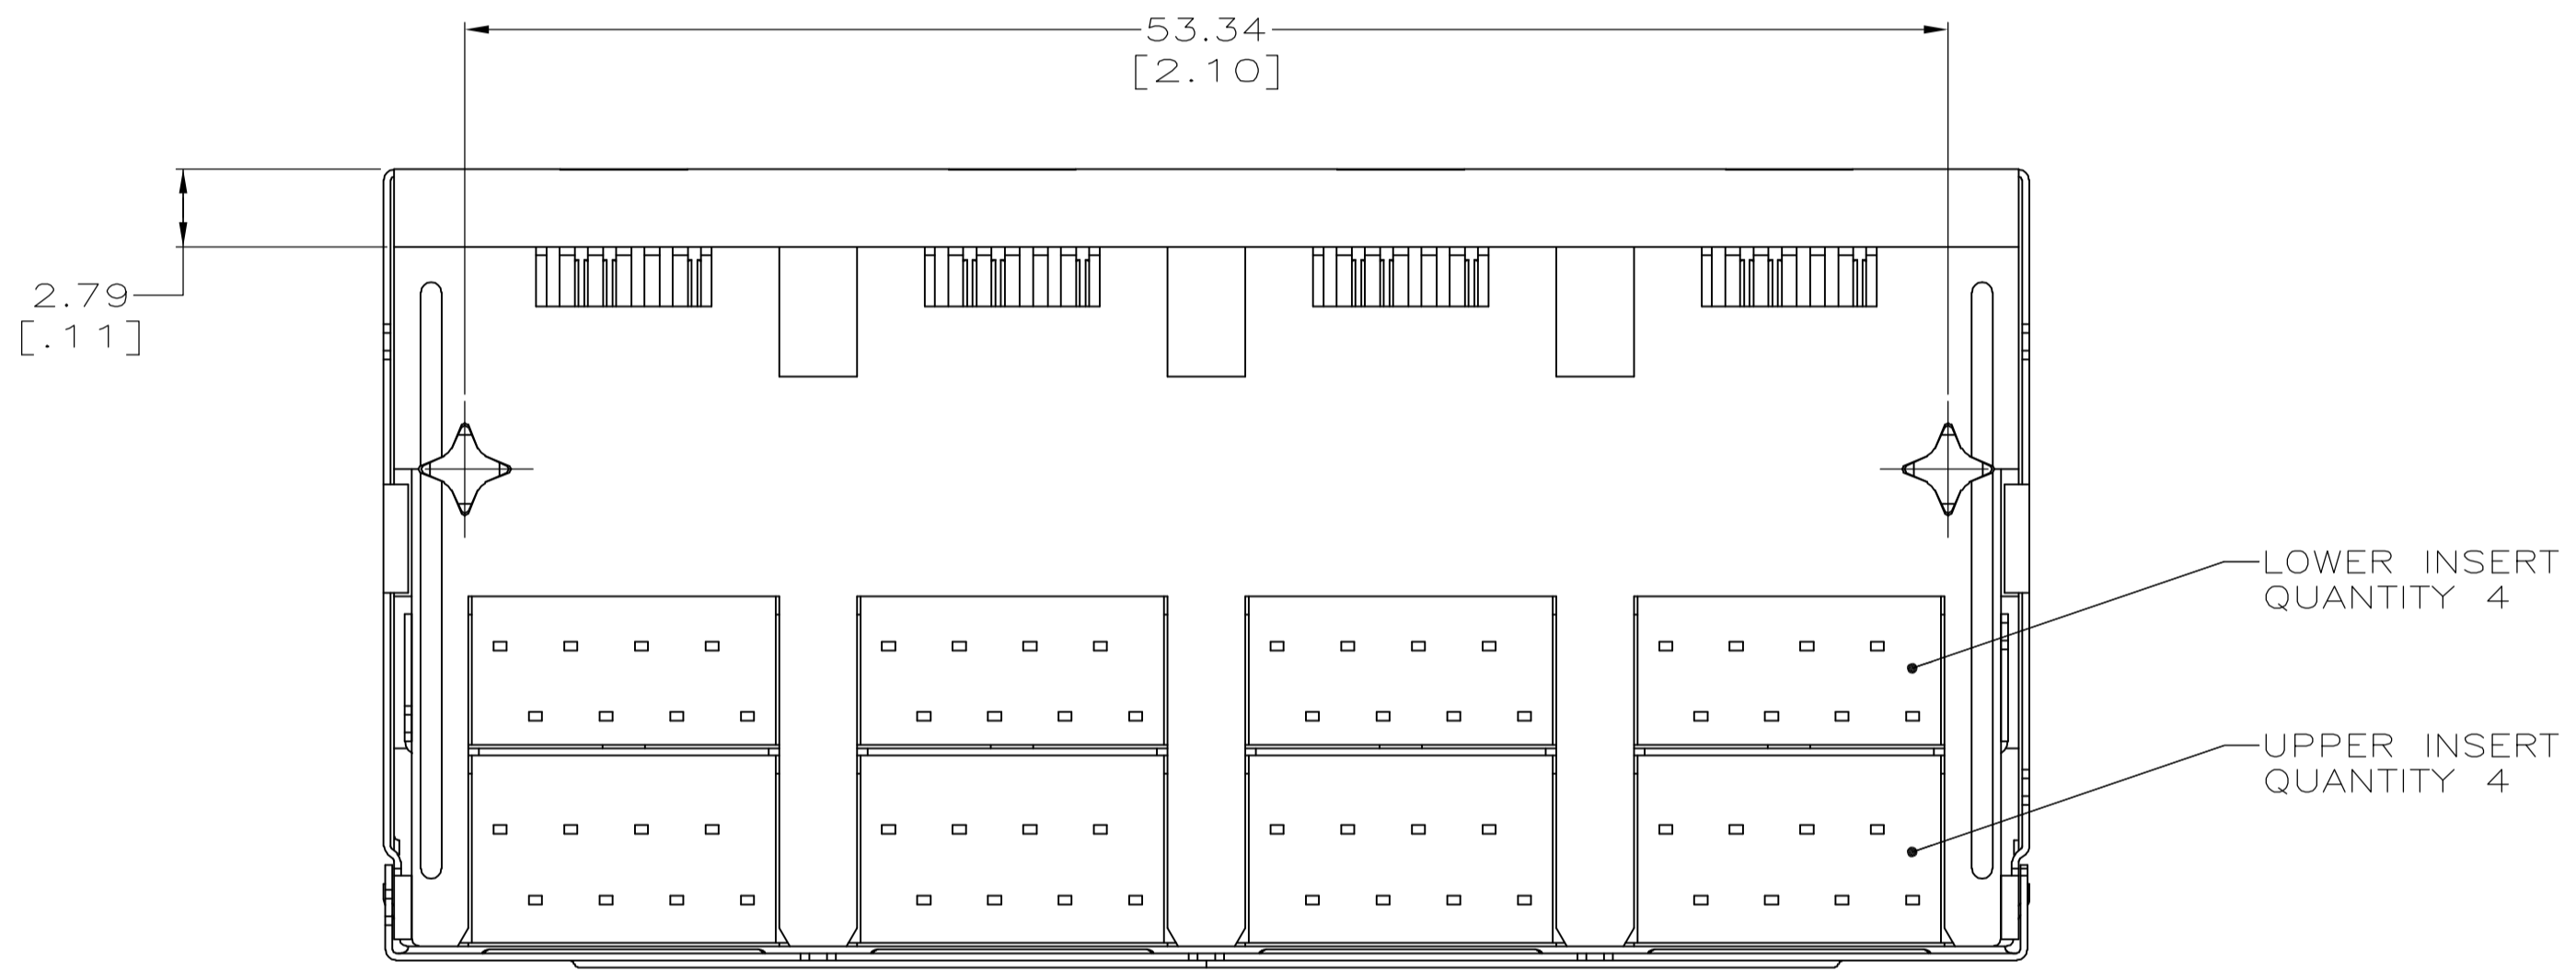 53.34
[2.10]
2.79
[.11]
LOWER INSERT
QUANTITY 4
UPPER INSERT
QUANTITY 4